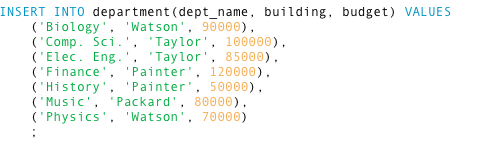 INSERT INTO department(dept_name, building, budget) VALUES
('Biology', 'Watson', 90000),
('Comp. Sci.', 'Taylor', 100000),
('Elec. Eng.', 'Taylor', 85000),
('Finance', 'Painter', 120000),
('History', 'Painter', 50000),
('Music', 'Packard', 80000),
('Physics', 'Watson', 70000)
;